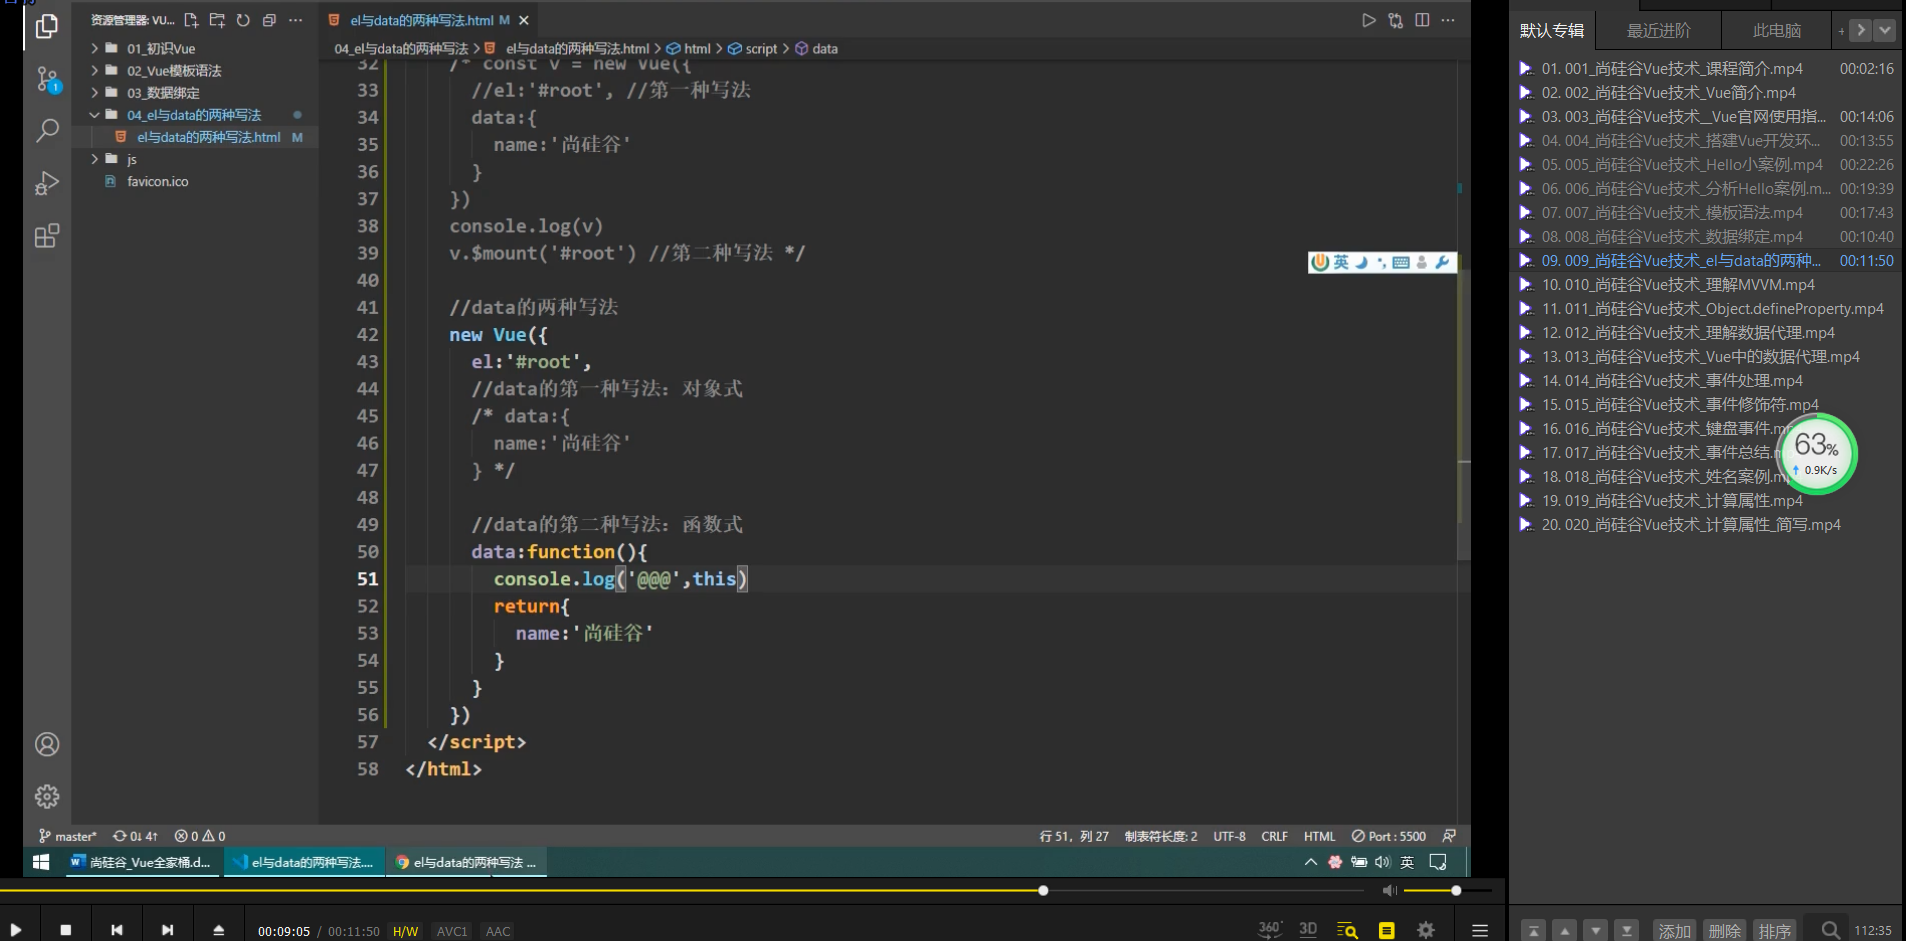 资源管理器: VU...
01_初识Vue
02_Vue模板语法
03_数据绑定
04_el与data的两种写法
el与data的两种写法.html M
js
favicon.ico
el与data的两种写法.html M
04_el与data的两种写法 > el与data的两种写法.html > html > script > data
32 /* const v = new Vue({
33 //el:'#root', //第一种写法
34 data:{
35 name:'尚硅谷'
36 }
37 })
38 console.log(v)
39 v.$mount('#root') //第二种写法 */
40
41 //data的两种写法
42 new Vue({
43 el:'#root',
44 //data的第一种写法：对象式
45 /* data:{
46 name:'尚硅谷'
47 } */
48
49 //data的第二种写法：函数式
50 data:function(){
51 console.log('@@@',this)
52 return{
53 name:'尚硅谷'
54 }
55 }
56 })
57 </script>
58 </html>
英
master* 0↓ 4↑ 0 0 行 51，列 27 制表符长度: 2 UTF-8 CRLF HTML Port : 5500
尚硅谷_Vue全家桶.d... el与data的两种写法.... el与data的两种写法 ... 英
00:09:05 / 00:11:50 H/W AVC1 AAC 360° 3D
默认专辑 最近进阶 此电脑 +
01. 001_尚硅谷Vue技术_课程简介.mp4 00:02:16
02. 002_尚硅谷Vue技术_Vue简介.mp4
03. 003_尚硅谷Vue技术__Vue官网使用指... 00:14:06
04. 004_尚硅谷Vue技术_搭建Vue开发环... 00:13:55
05. 005_尚硅谷Vue技术_Hello小案例.mp4 00:22:26
06. 006_尚硅谷Vue技术_分析Hello案例.m... 00:19:39
07. 007_尚硅谷Vue技术_模板语法.mp4 00:17:43
08. 008_尚硅谷Vue技术_数据绑定.mp4 00:10:40
09. 009_尚硅谷Vue技术_el与data的两种... 00:11:50
10. 010_尚硅谷Vue技术_理解MVVM.mp4
11. 011_尚硅谷Vue技术_Object.defineProperty.mp4
12. 012_尚硅谷Vue技术_理解数据代理.mp4
13. 013_尚硅谷Vue技术_Vue中的数据代理.mp4
14. 014_尚硅谷Vue技术_事件处理.mp4
15. 015_尚硅谷Vue技术_事件修饰符.mp4
16. 016_尚硅谷Vue技术_键盘事件.mp
17. 017_尚硅谷Vue技术_事件总结.m
18. 018_尚硅谷Vue技术_姓名案例.mp
19. 019_尚硅谷Vue技术_计算属性.mp4
20. 020_尚硅谷Vue技术_计算属性_简写.mp4
63%
0.9K/s
添加 删除 排序 112:35